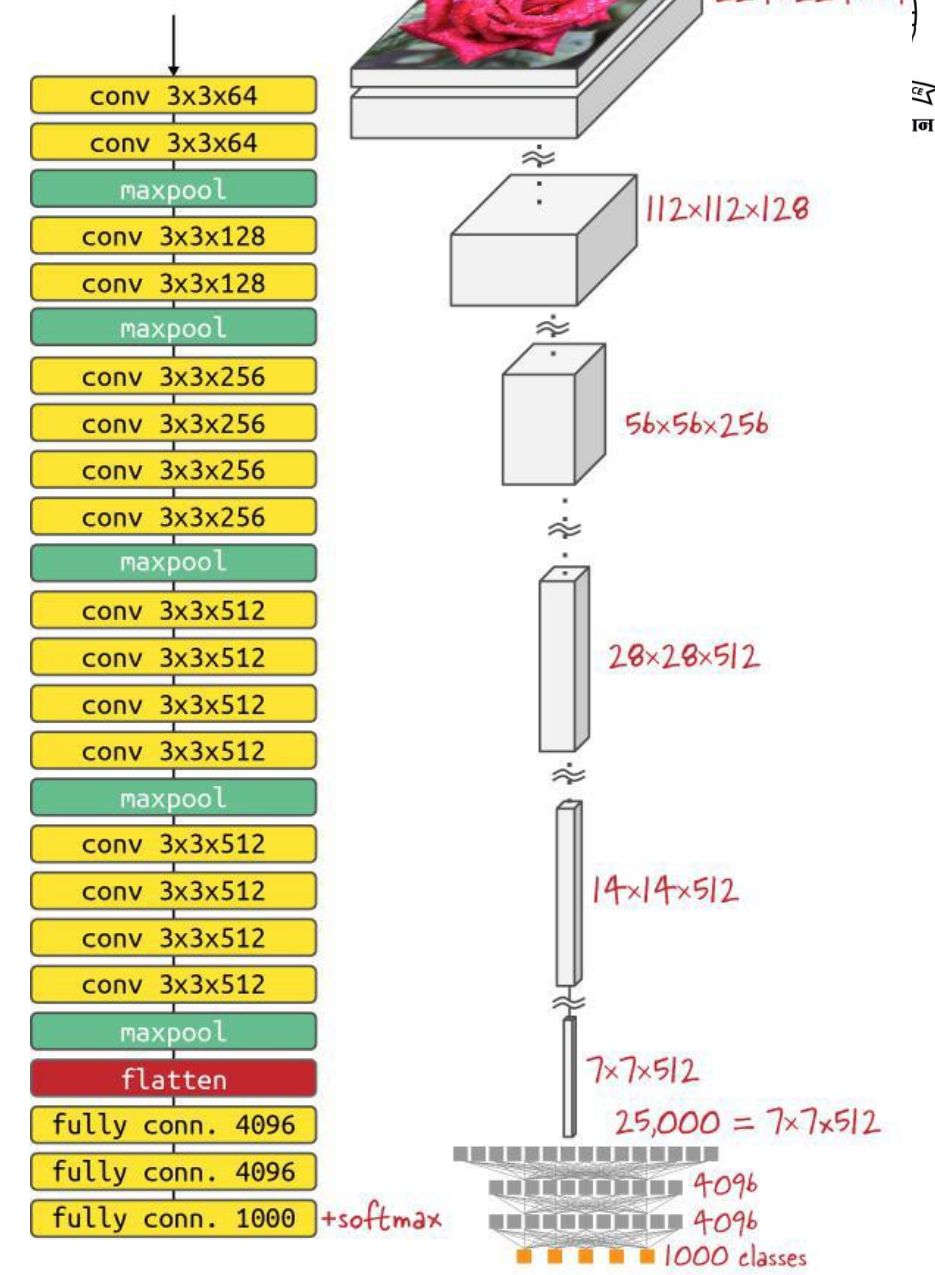 conv 3x3x64
conv 3x3x64
maxpool
conv 3x3x128
conv 3x3x128
maxpool
conv 3x3x256
conv 3x3x256
conv 3x3x256
conv 3x3x256
maxpool
conv 3x3x512
conv 3x3x512
conv 3x3x512
conv 3x3x512
maxpool
conv 3x3x512
conv 3x3x512
conv 3x3x512
conv 3x3x512
maxpool
flatten
fully conn. 4096
fully conn. 4096
fully conn. 1000
+softmax
112×112×128
56×56×256
28×28×512
14×14×512
7×7×512
25,000 = 7×7×512
4096
4096
1000 classes